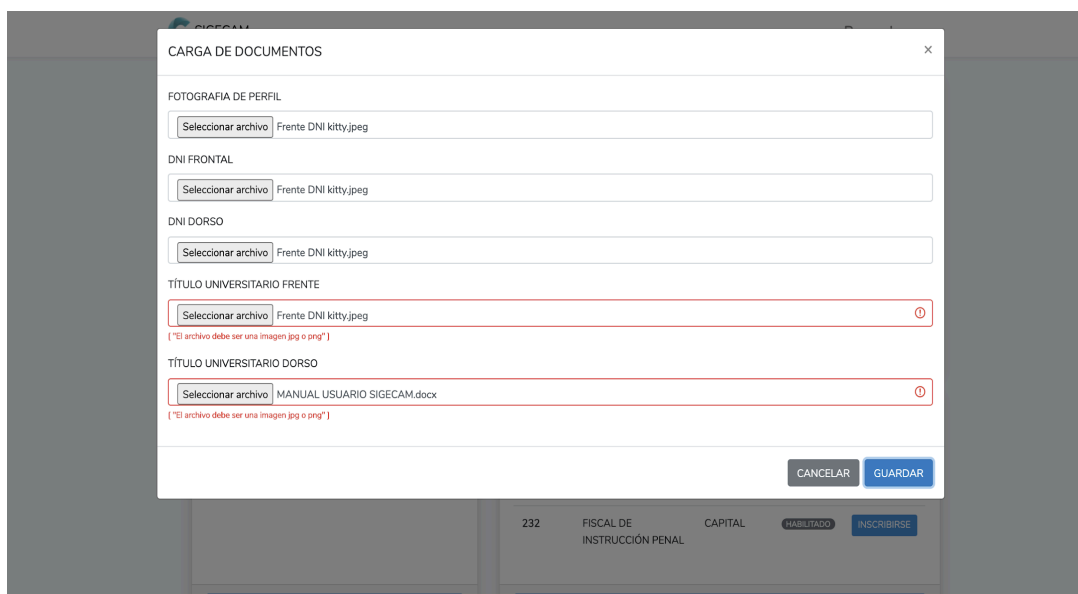 SIGECAM
CARGA DE DOCUMENTOS ×
FOTOGRAFIA DE PERFIL
Seleccionar archivo Frente DNI kitty.jpeg
DNI FRONTAL
Seleccionar archivo Frente DNI kitty.jpeg
DNI DORSO
Seleccionar archivo Frente DNI kitty.jpeg
TÍTULO UNIVERSITARIO FRENTE
Seleccionar archivo Frente DNI kitty.jpeg
[ "El archivo debe ser una imagen jpg o png" ]
TÍTULO UNIVERSITARIO DORSO
Seleccionar archivo MANUAL USUARIO SIGECAM.docx
[ "El archivo debe ser una imagen jpg o png" ]
CANCELAR GUARDAR
232 FISCAL DE CAPITAL HABILITADO INSCRIBIRSE
INSTRUCCIÓN PENAL